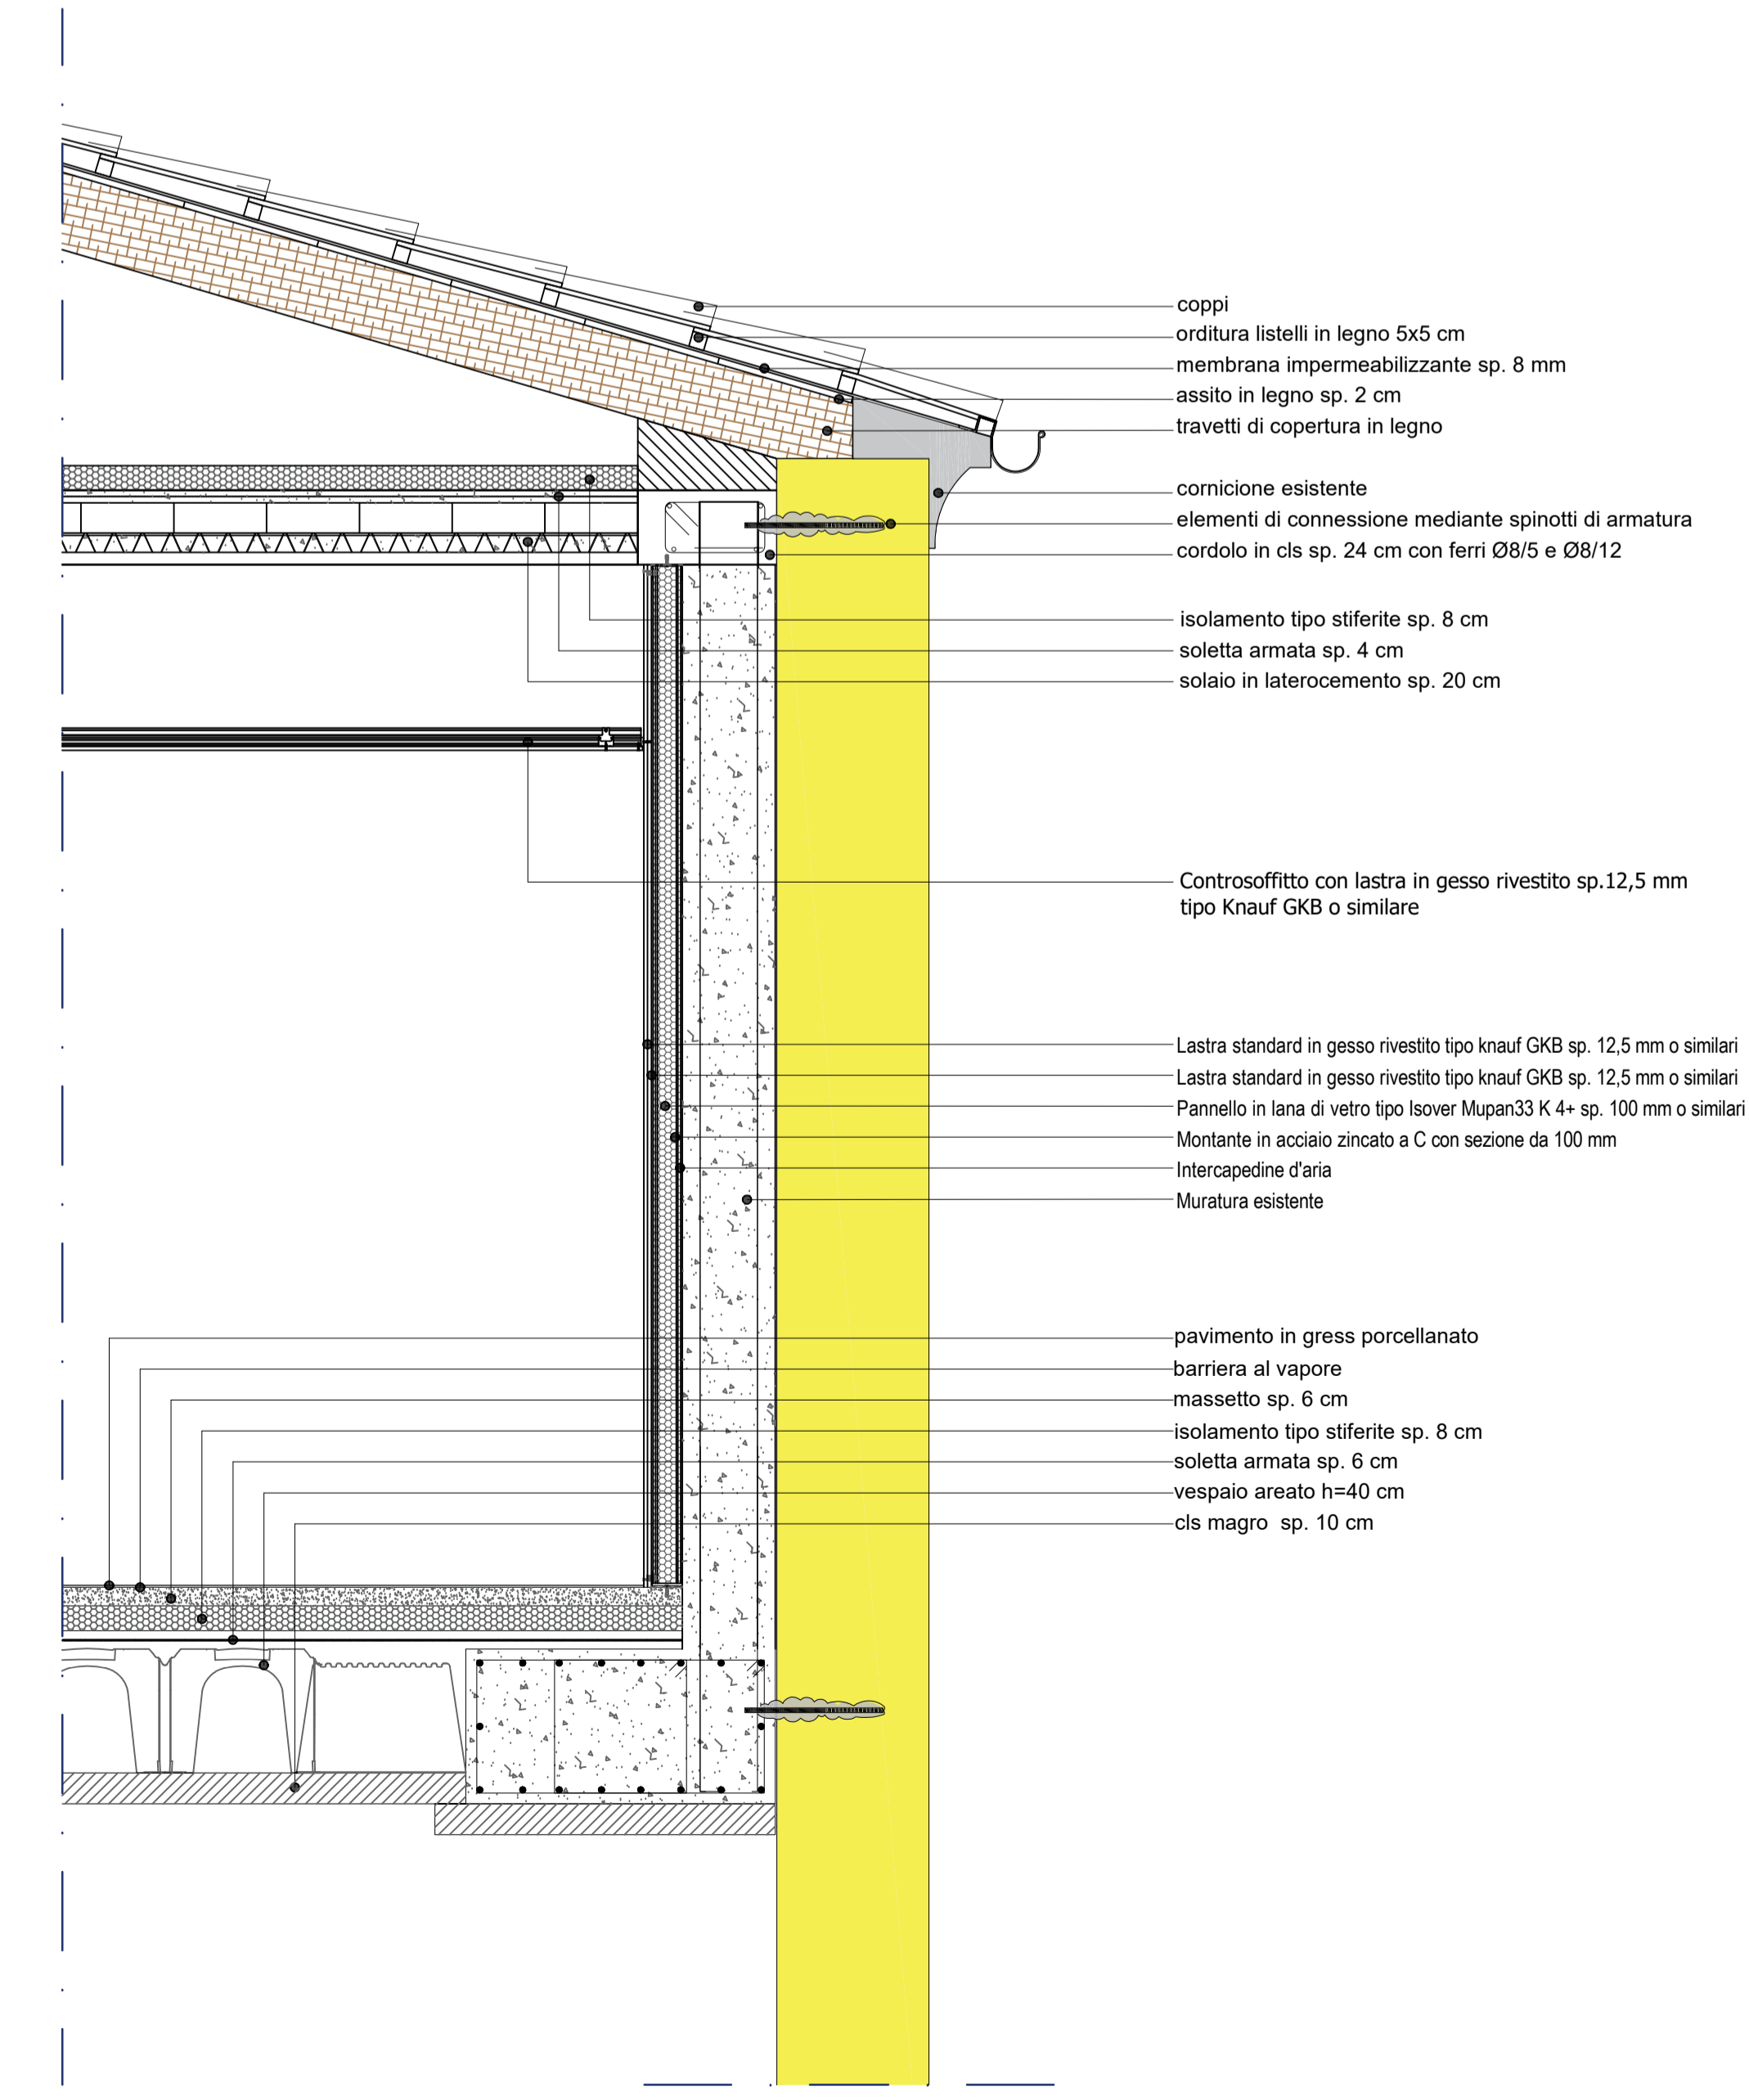 coppi
orditura listelli in legno 5x5 cm
membrana impermeabilizzante sp. 8 mm
assito in legno sp. 2 cm
travetti di copertura in legno
cornicione esistente
elementi di connessione mediante spinotti di armatura
cordolo in cls sp. 24 cm con ferri Ø8/5 e Ø8/12
isolamento tipo stiferite sp. 8 cm
soletta armata sp. 4 cm
solaio in laterocemento sp. 20 cm
Controsoffitto con lastra in gesso rivestito sp.12,5 mm
tipo Knauf GKB o similare
Lastra standard in gesso rivestito tipo knauf GKB sp. 12,5 mm o similari
Lastra standard in gesso rivestito tipo knauf GKB sp. 12,5 mm o similari
Pannello in lana di vetro tipo Isover Mupan33 K 4+ sp. 100 mm o similari
Montante in acciaio zincato a C con sezione da 100 mm
Intercapedine d'aria
Muratura esistente
pavimento in gress porcellanato
barriera al vapore
massetto sp. 6 cm
isolamento tipo stiferite sp. 8 cm
soletta armata sp. 6 cm
vespaio areato h=40 cm
cls magro  sp. 10 cm